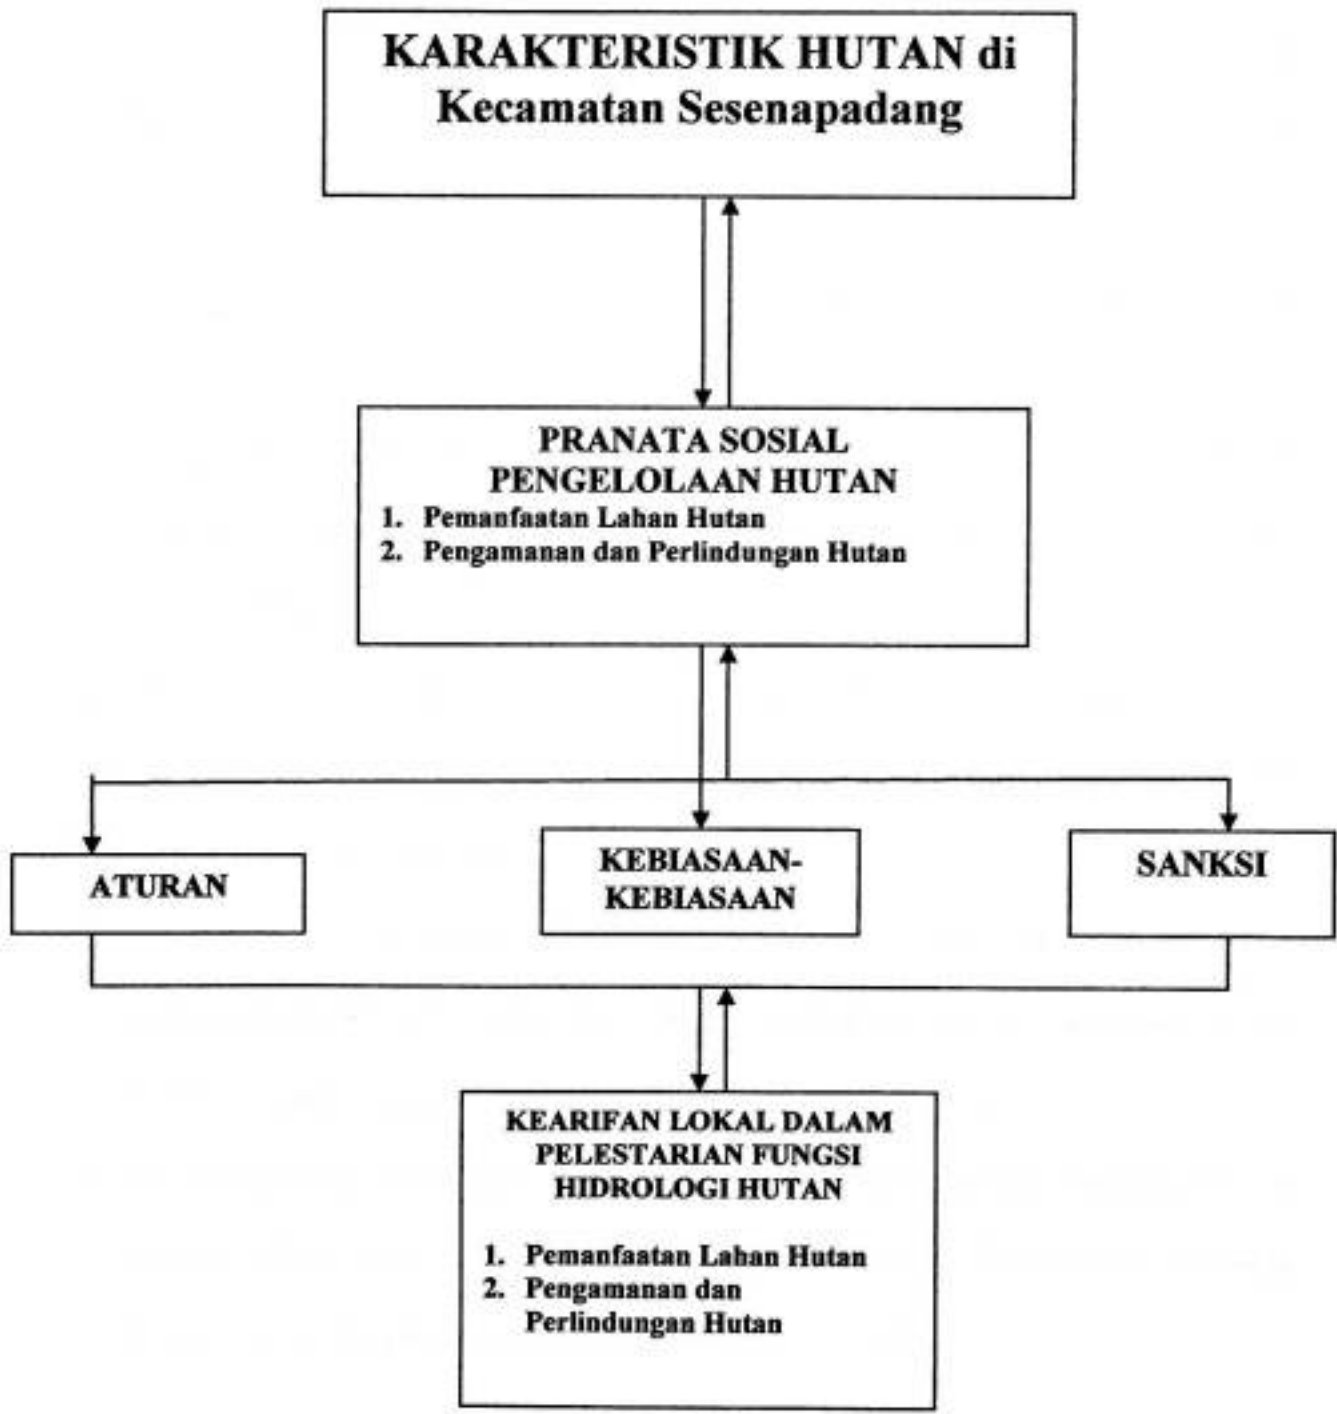 KARAKTERISTIK HUTAN di
Kecamatan Sesenapadang
PRANATA SOSIAL
PENGELOLAAN HUTAN
1. Pemanfaatan Lahan Hutan
2. Pengamanan dan Perlindungan Hutan
ATURAN
KEBIASAAN-
KEBIASAAN
SANKSI
KEARIFAN LOKAL DALAM
PELESTARIAN FUNGSI
HIDROLOGI HUTAN
1. Pemanfaatan Lahan Hutan
2. Pengamanan dan
Perlindungan Hutan